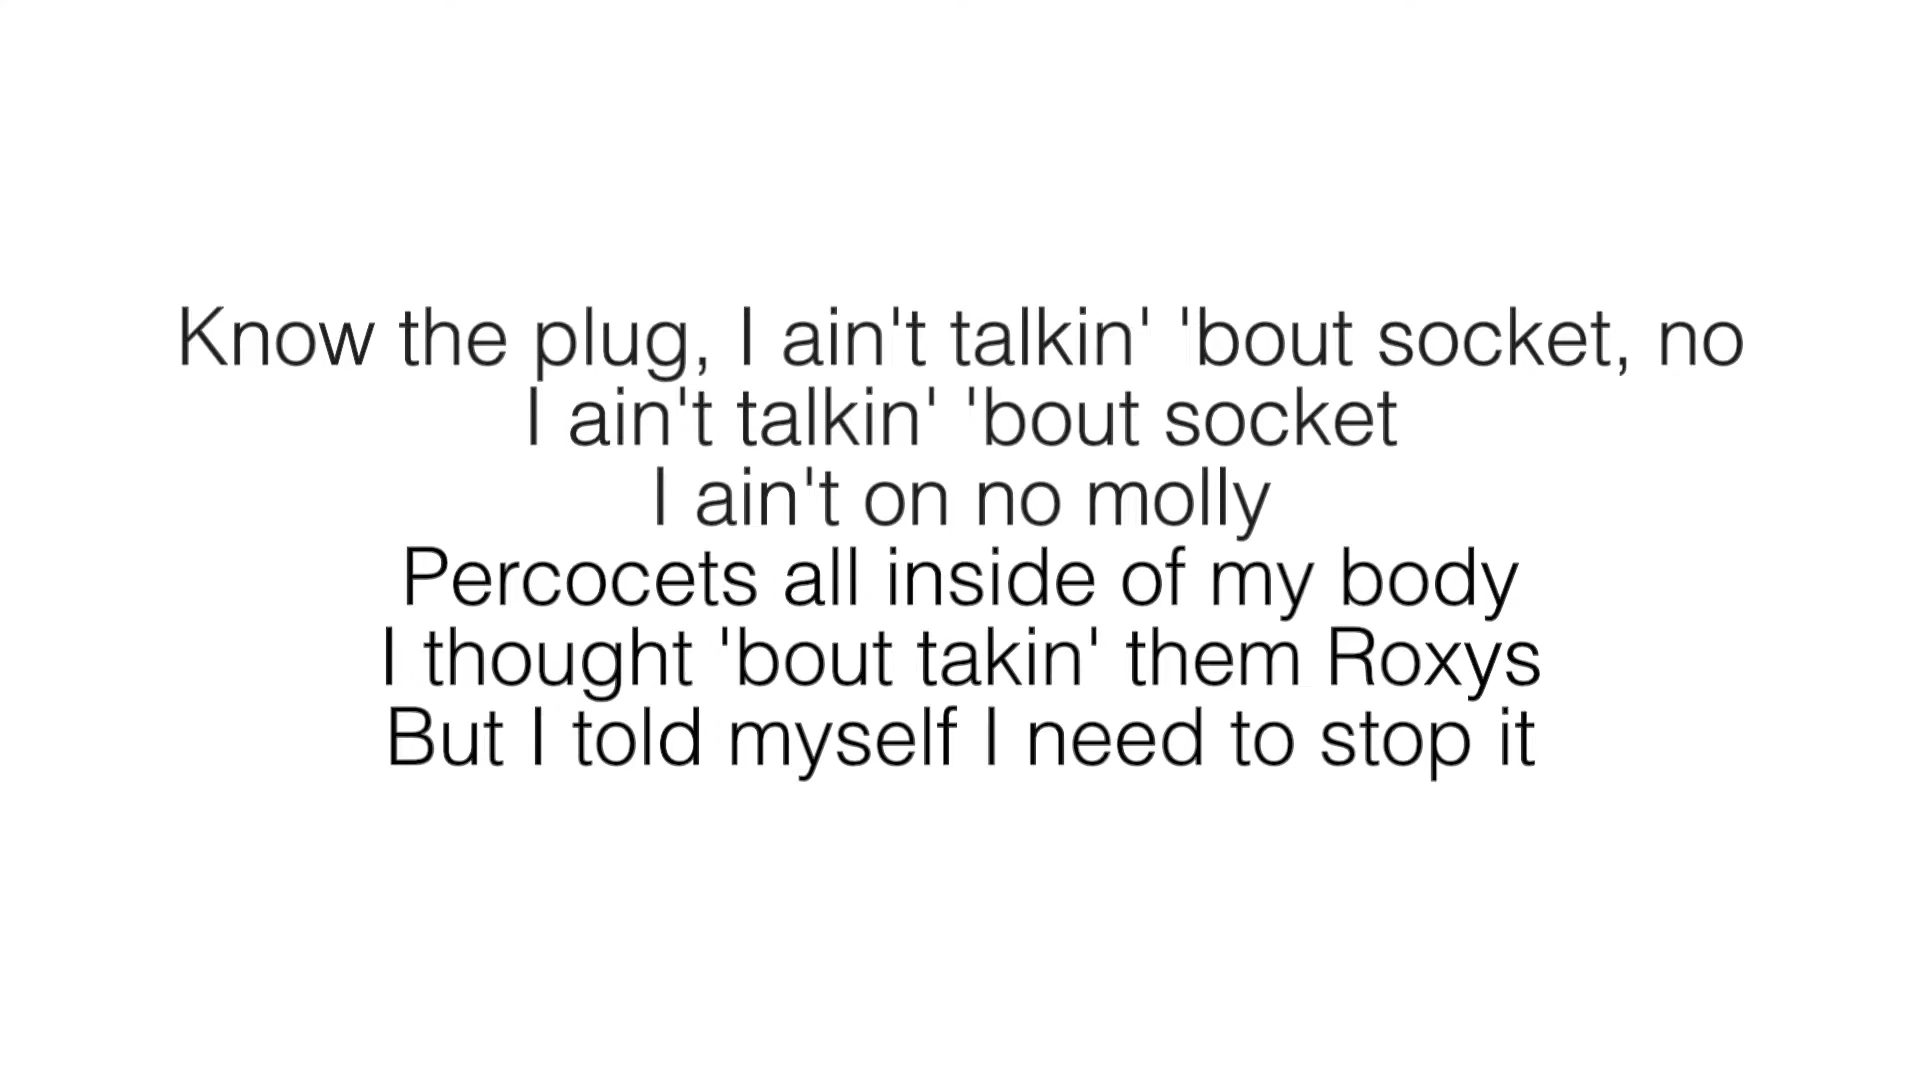 Know the plug, I ain't talkin' 'bout socket, no
I ain't talkin' 'bout socket
I ain't on no molly
Percocets all inside of my body
I thought 'bout takin' them Roxys
But I told myself I need to stop it